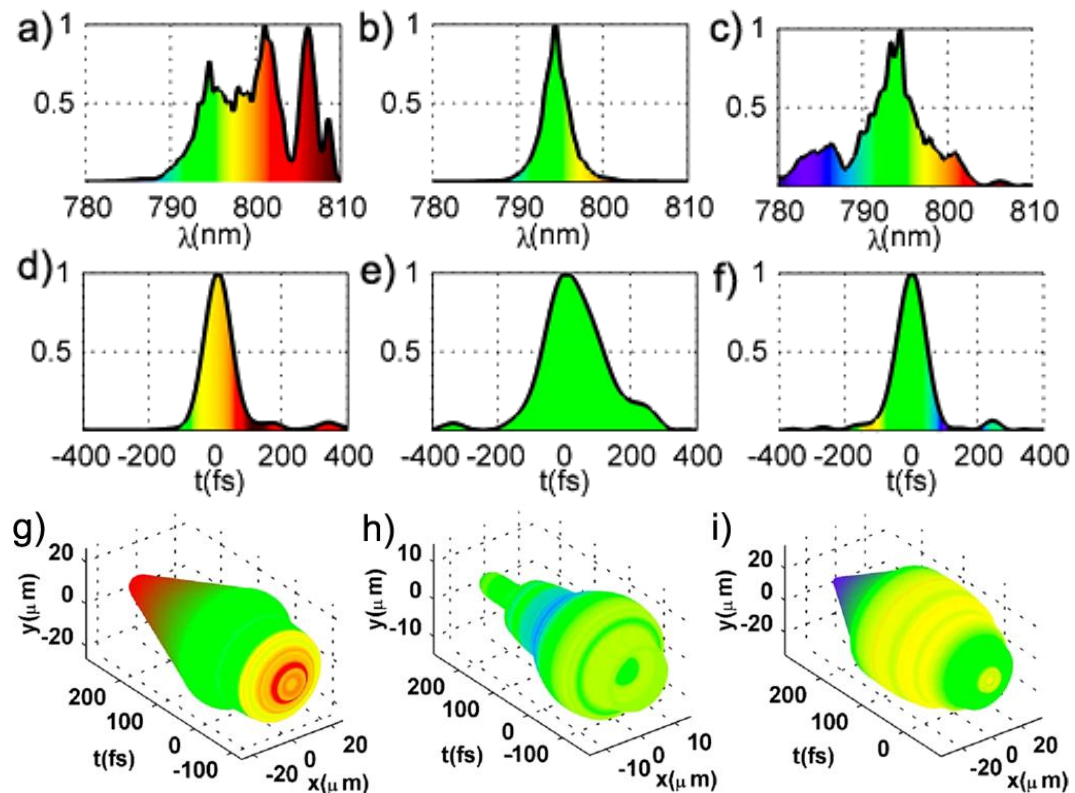 a) b) c)
1 1 1
0.5 0.5 0.5
780 790 800 810 780 790 800 810 780 790 800 810
λ(nm) λ(nm) λ(nm)
d) e) f)
1 1 1
0.5 0.5 0.5
-400 -200 0 200 400 -400 -200 0 200 400 -400 -200 0 200 400
t(fs) t(fs) t(fs)
g) h) i)
20 0 -20 y(μm) 200 100 0 -100 t(fs) -20 0 20 x(μm)
10 0 -10 y(μm) 200 100 0 -100 t(fs) -10 0 10 x(μm)
20 0 -20 y(μm) 200 100 0 t(fs) -20 0 20 x(μm)